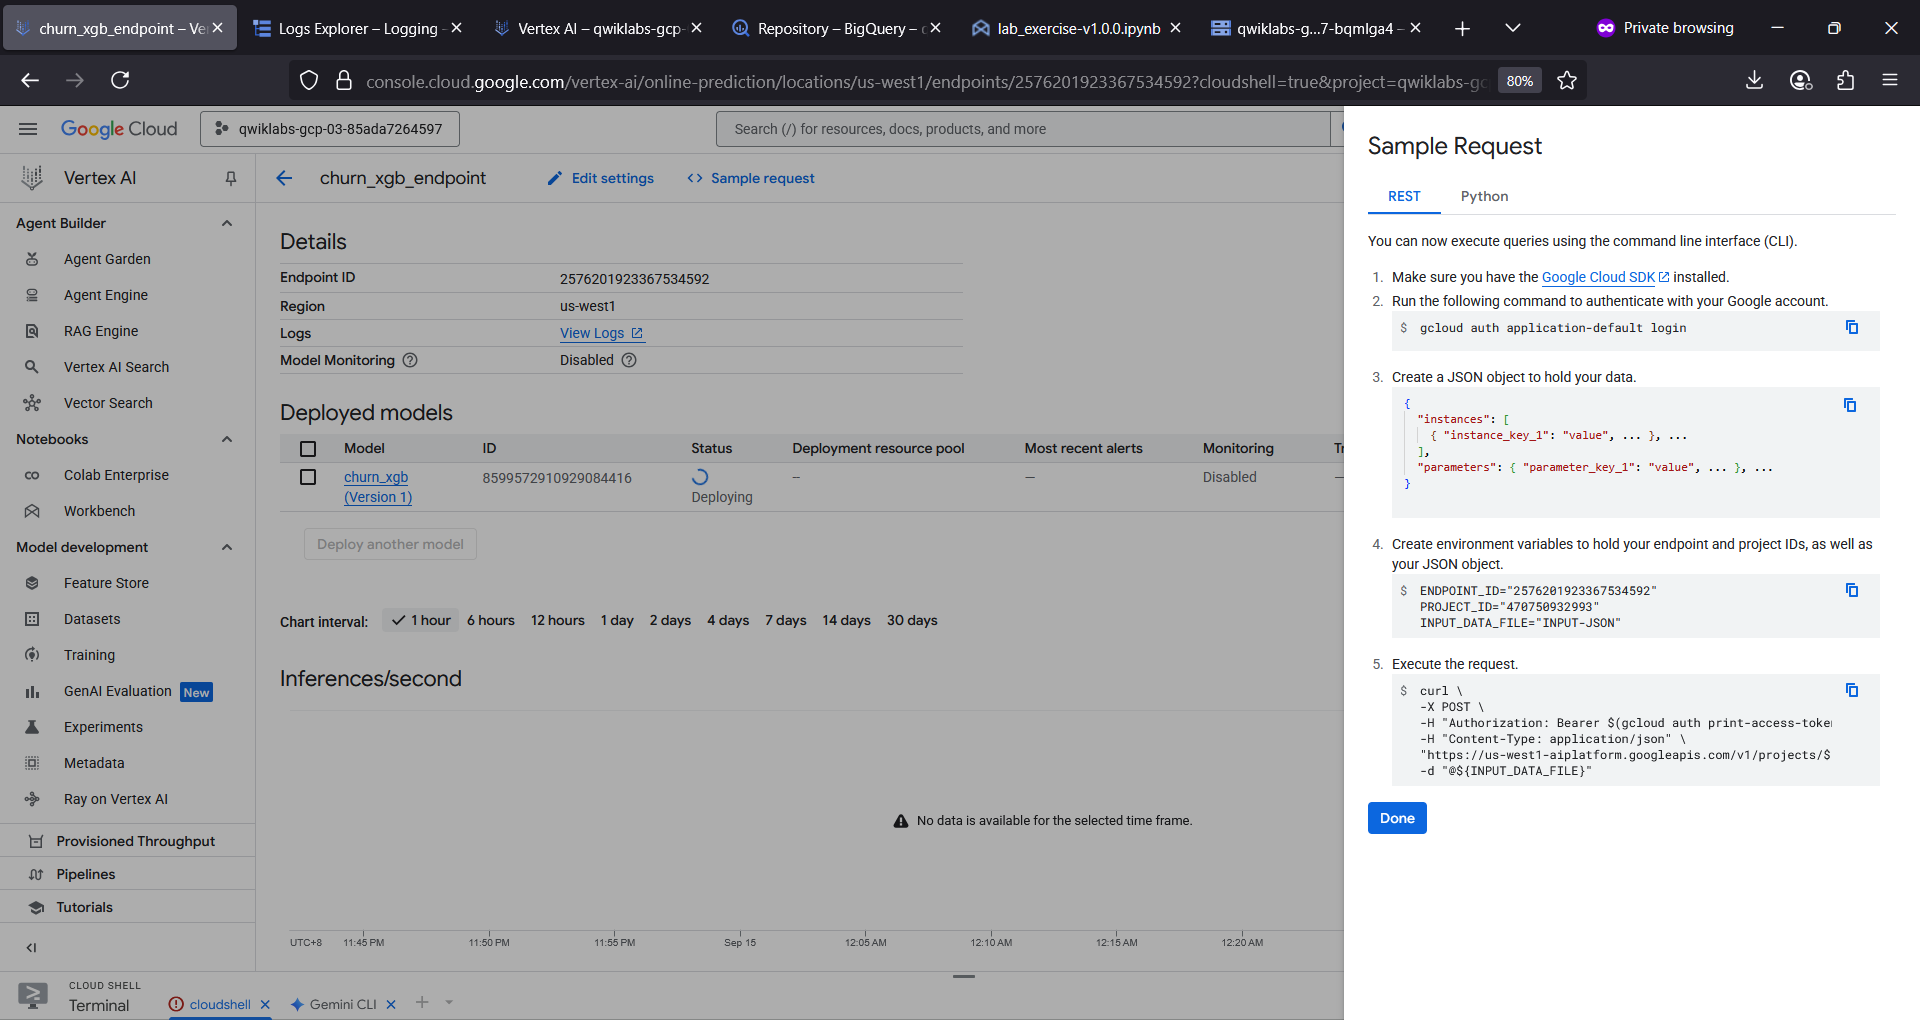 churn_xgb_endpoint – Ve
Logs Explorer – Logging
Vertex AI – qwiklabs-gcp-
Repository – BigQuery –
lab_exercise-v1.0.0.ipynb
qwiklabs-g...7-bqmlga4 –
Private browsing
console.cloud.google.com/vertex-ai/online-prediction/locations/us-west1/endpoints/2576201923367534592?cloudshell=true&project=qwiklabs-gc
80%
Google Cloud
qwiklabs-gcp-03-85ada7264597
Search (/) for resources, docs, products, and more
Vertex AI
churn_xgb_endpoint
Edit settings
Sample request
Agent Builder
Agent Garden
Agent Engine
RAG Engine
Vertex AI Search
Vector Search
Notebooks
Colab Enterprise
Workbench
Model development
Feature Store
Datasets
Training
GenAI Evaluation New
Experiments
Metadata
Ray on Vertex AI
Provisioned Throughput
Pipelines
Tutorials
Details
Endpoint ID 2576201923367534592
Region us-west1
Logs View Logs
Model Monitoring Disabled
Deployed models
Model ID Status Deployment resource pool Most recent alerts Monitoring Tr
churn_xgb 8599572910929084416 – — Disabled —
(Version 1) Deploying
Deploy another model
Chart interval: 1 hour 6 hours 12 hours 1 day 2 days 4 days 7 days 14 days 30 days
Inferences/second
No data is available for the selected time frame.
UTC+8 11:45 PM 11:50 PM 11:55 PM Sep 15 12:05 AM 12:10 AM 12:15 AM 12:20 AM
CLOUD SHELL
Terminal
cloudshell
Gemini CLI
Sample Request
REST Python
You can now execute queries using the command line interface (CLI).
1. Make sure you have the Google Cloud SDK installed.
2. Run the following command to authenticate with your Google account.
$ gcloud auth application-default login
3. Create a JSON object to hold your data.
{
"instances": [
{ "instance_key_1": "value", ... }, ...
],
"parameters": { "parameter_key_1": "value", ... }, ...
}
4. Create environment variables to hold your endpoint and project IDs, as well as
your JSON object.
$ ENDPOINT_ID="2576201923367534592"
PROJECT_ID="470750932993"
INPUT_DATA_FILE="INPUT-JSON"
5. Execute the request.
$ curl \
-X POST \
-H "Authorization: Bearer $(gcloud auth print-access-token
-H "Content-Type: application/json" \
"https://us-west1-aiplatform.googleapis.com/v1/projects/$
-d "@${INPUT_DATA_FILE}"
Done